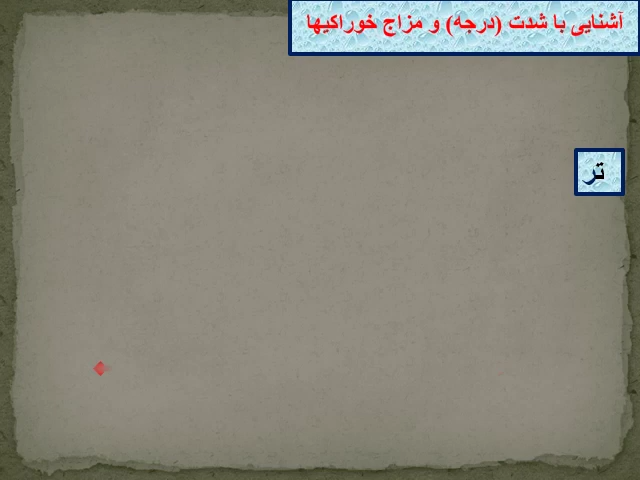 آشنایی با شدت (درجه) و مزاج خوراکیها
تر